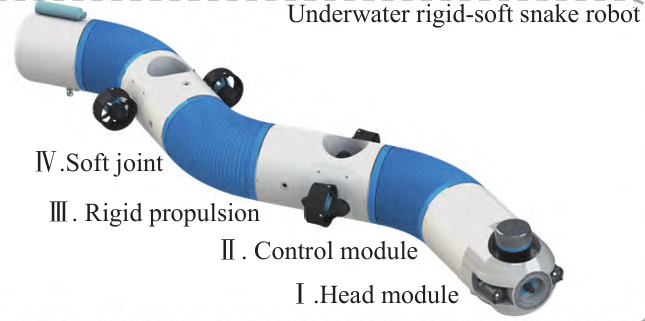 Underwater rigid-soft snake robot
Ⅳ.Soft joint
Ⅲ. Rigid propulsion
Ⅱ. Control module
Ⅰ.Head module